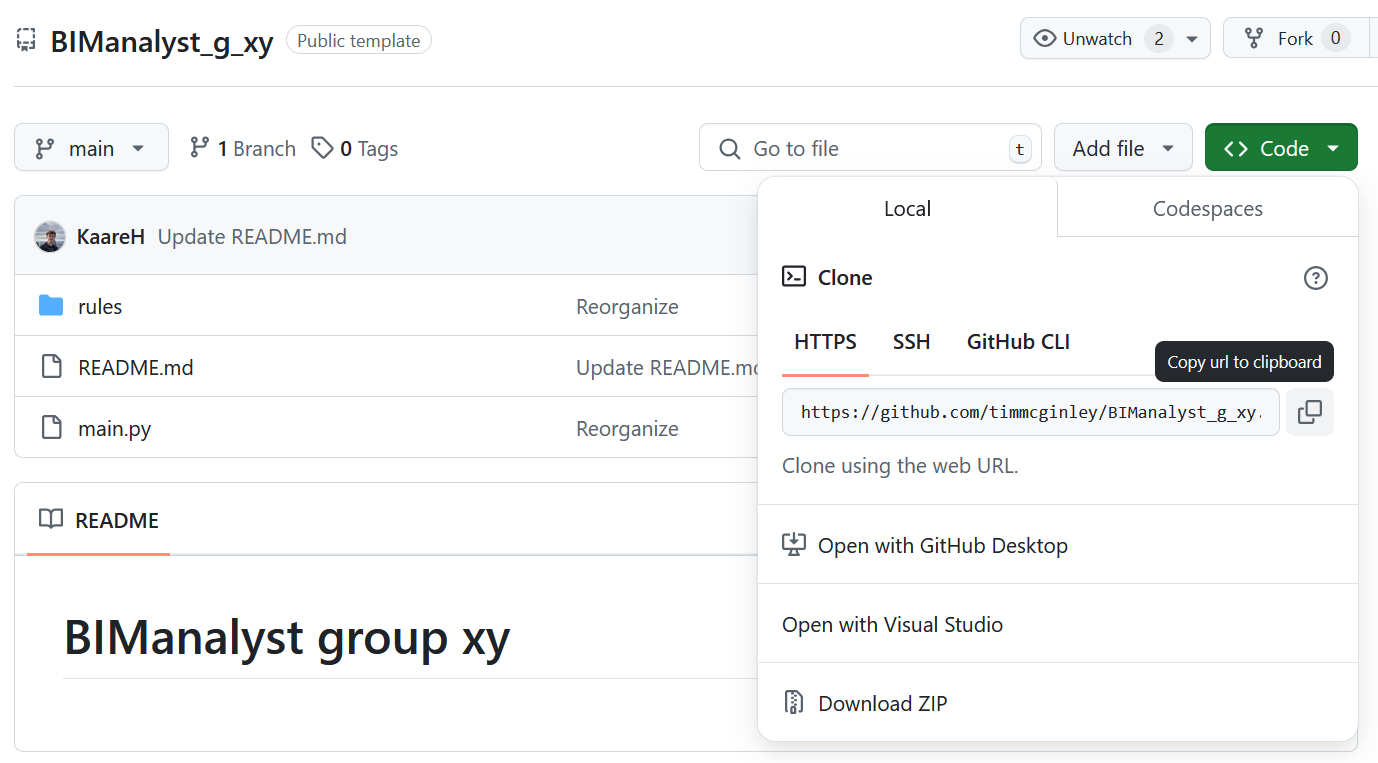 BIManalyst_g_xy Public template Unwatch 2 Fork 0
main 1 Branch 0 Tags Go to file t Add file Code
Local Codespaces
KaareH Update README.md
Clone
rules Reorganize
HTTPS SSH GitHub CLI
Copy url to clipboard
README.md Update README.md
https://github.com/timmcginley/BIManalyst_g_xy.
main.py Reorganize
Clone using the web URL.
README
Open with GitHub Desktop
BIManalyst group xy
Open with Visual Studio
Download ZIP